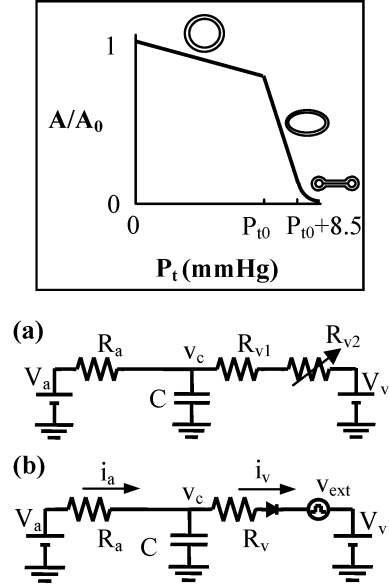 1
A/A0
0
0 Pt0 Pt0+8.5
Pt (mmHg)
(a)
Ra vc Rv1 Rv2
Va C Vv
(b)
ia vc iv vext
Va Ra C Rv Vv